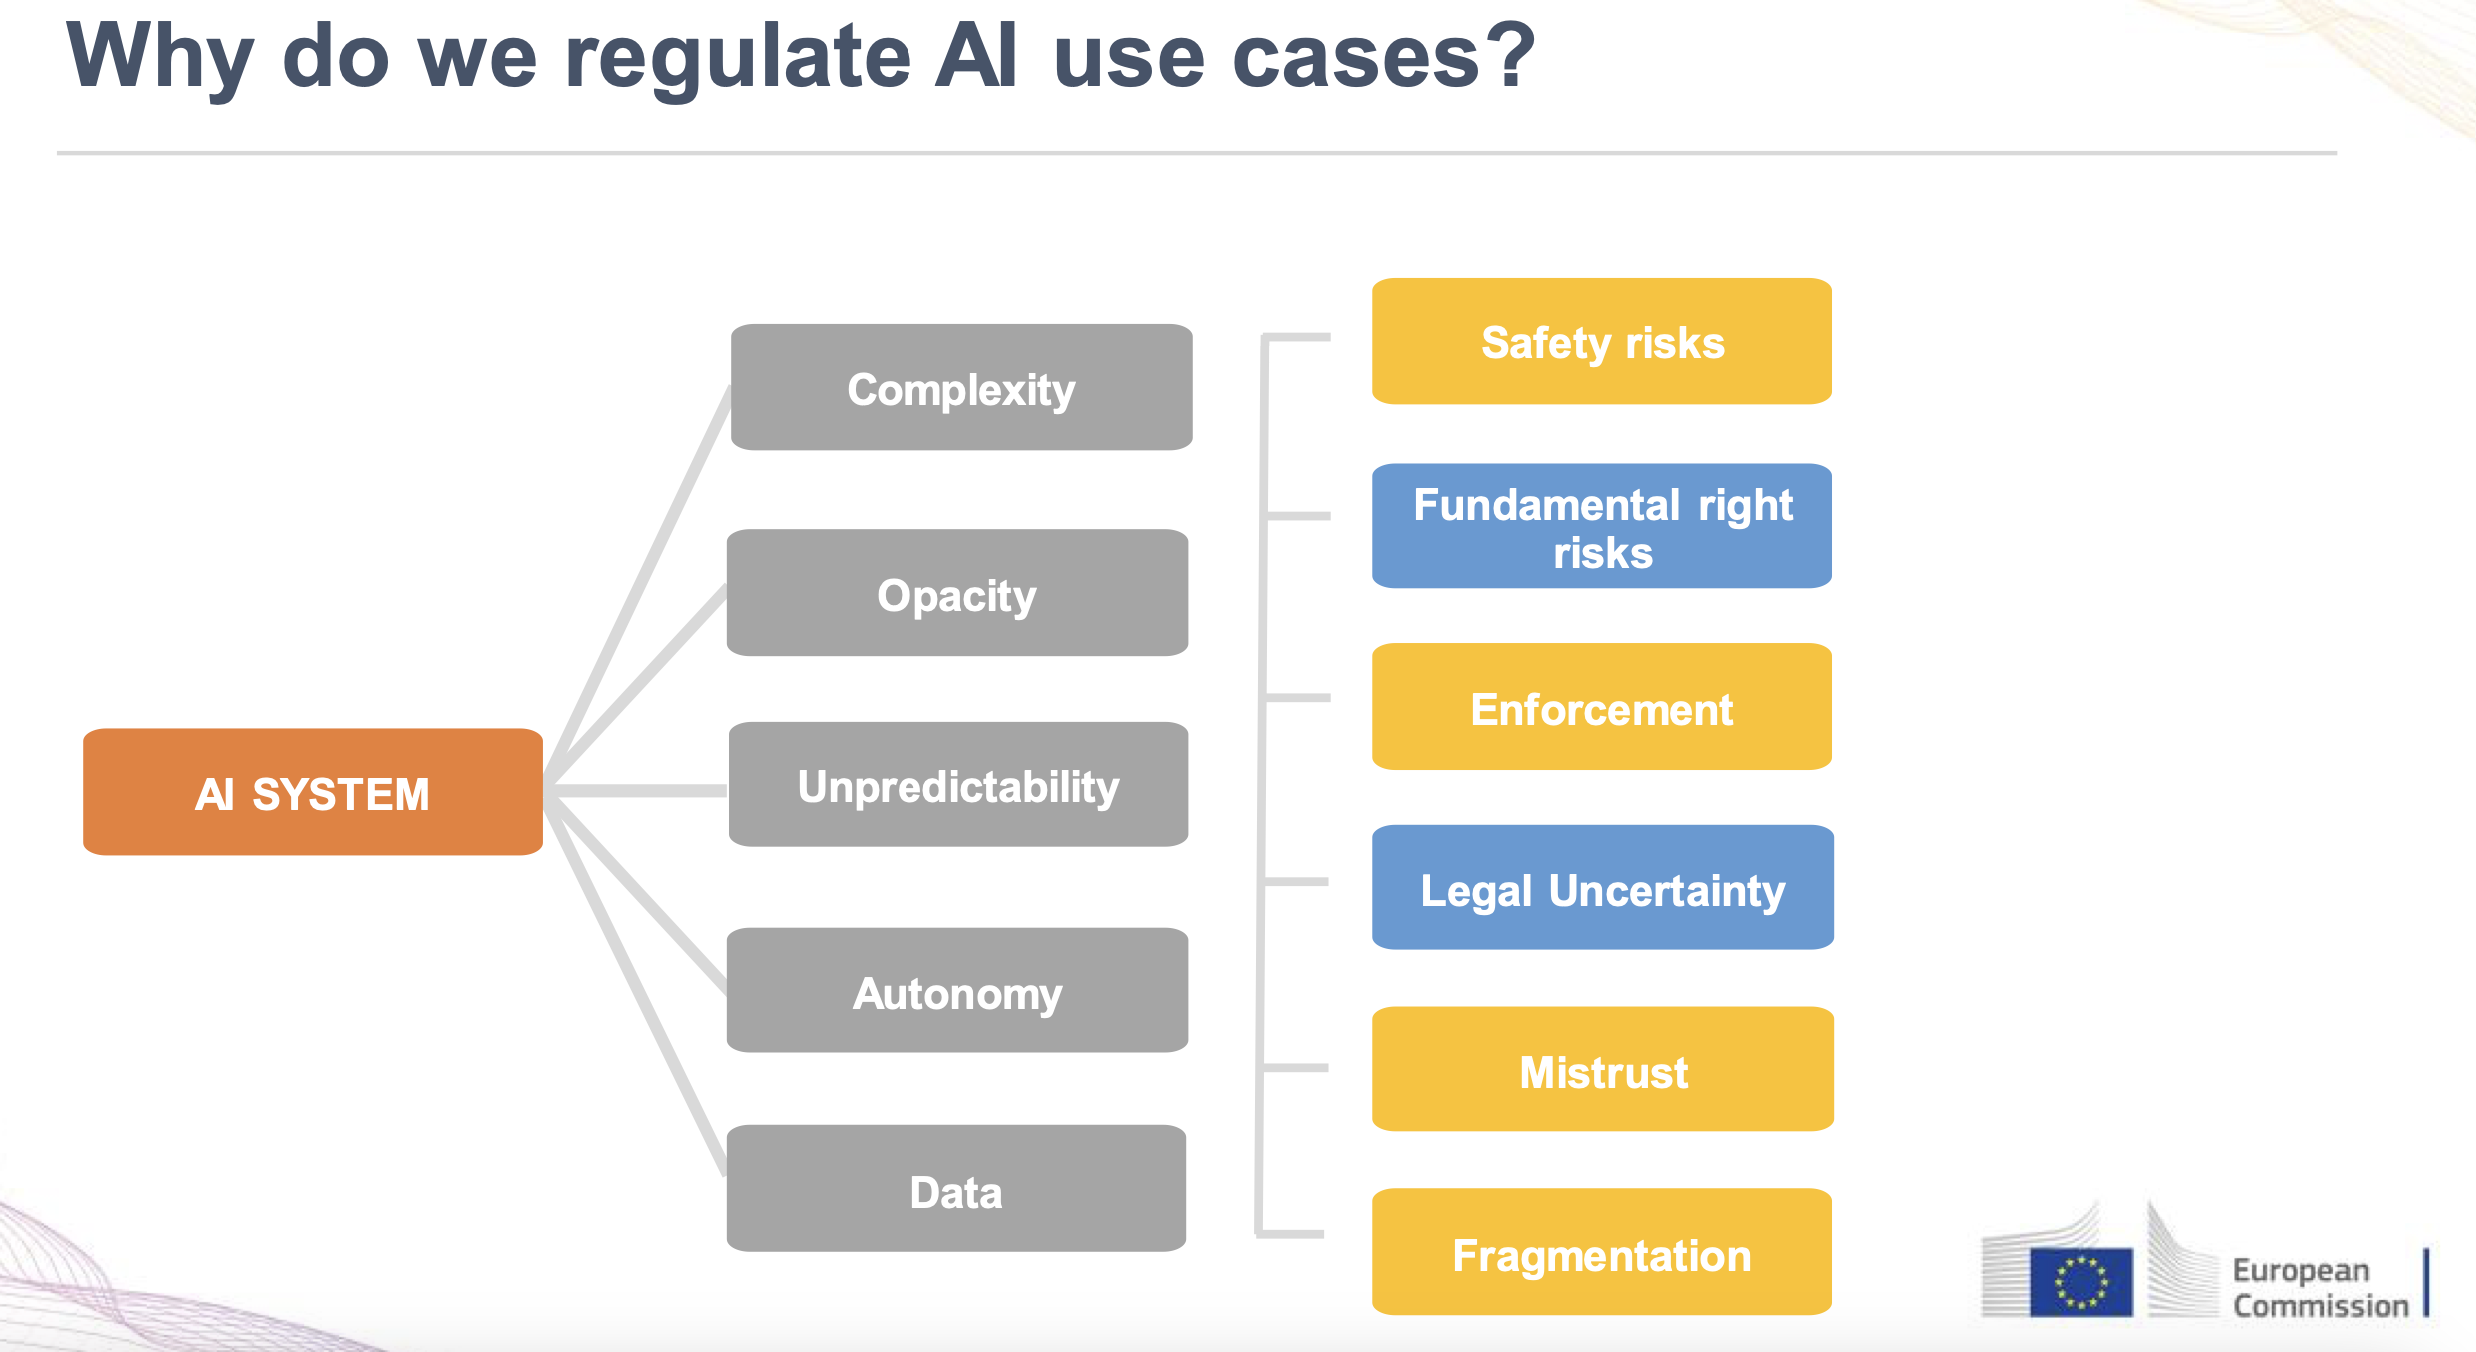 Why do we regulate AI use cases?
AI SYSTEM
Complexity
Opacity
Unpredictability
Autonomy
Data
Safety risks
Fundamental right
risks
Enforcement
Legal Uncertainty
Mistrust
Fragmentation
European
Commission